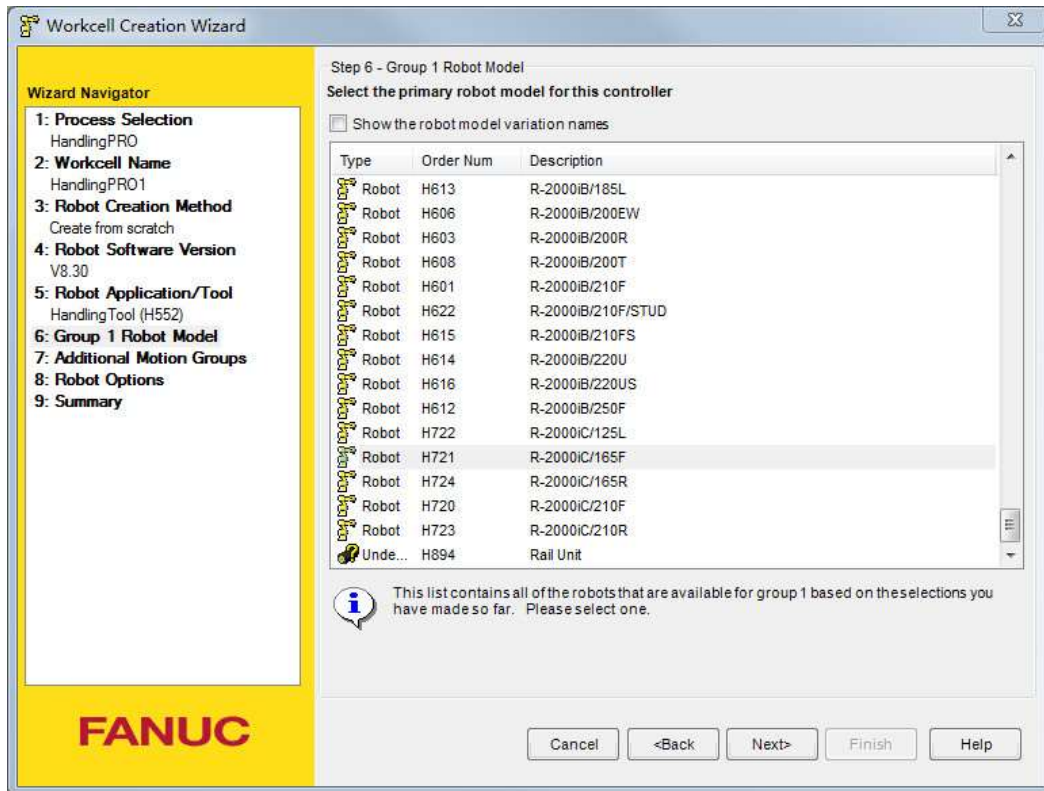 Workcell Creation Wizard
Wizard Navigator
1: Process Selection
HandlingPRO
2: Workcell Name
HandlingPRO1
3: Robot Creation Method
Create from scratch
4: Robot Software Version
V8.30
5: Robot Application/Tool
HandlingTool (H552)
6: Group 1 Robot Model
7: Additional Motion Groups
8: Robot Options
9: Summary
FANUC
Step 6 - Group 1 Robot Model
Select the primary robot model for this controller
Show the robot model variation names
Type Order Num Description
Robot H613 R-2000iB/185L
Robot H606 R-2000iB/200EW
Robot H603 R-2000iB/200R
Robot H608 R-2000iB/200T
Robot H601 R-2000iB/210F
Robot H622 R-2000iB/210F/STUD
Robot H615 R-2000iB/210FS
Robot H614 R-2000iB/220U
Robot H616 R-2000iB/220US
Robot H612 R-2000iB/250F
Robot H722 R-2000iC/125L
Robot H721 R-2000iC/165F
Robot H724 R-2000iC/165R
Robot H720 R-2000iC/210F
Robot H723 R-2000iC/210R
Unde... H894 Rail Unit
This list contains all of the robots that are available for group 1 based on the selections you
have made so far. Please select one.
Cancel <Back Next> Finish Help